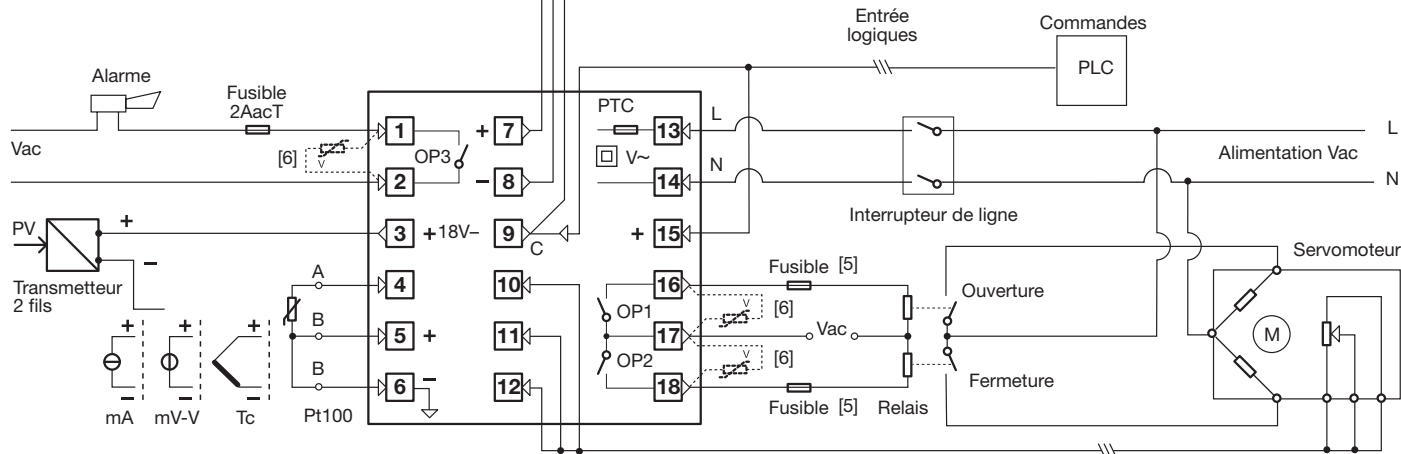 Entrée
logiques
Commandes
PLC
Alarme
Fusible
2AacT
Vac
[6]
V
1
OP3
2
+ 7
− 8
PTC
13
L
V~
14
N
L
Alimentation Vac
N
Interrupteur de ligne
PV
+
−
Transmetteur
2 fils
3
+ 18V−
9
C
+ 15
A
4
10
B
5 +
11
B
6 −
12
+
−
mA
+
−
mV-V
+
−
Tc
Pt100
16
OP1
17
OP2
18
Fusible [5]
V
[6]
Vac
V
[6]
Fusible [5]
Relais
Ouverture
Fermeture
Servomoteur
M